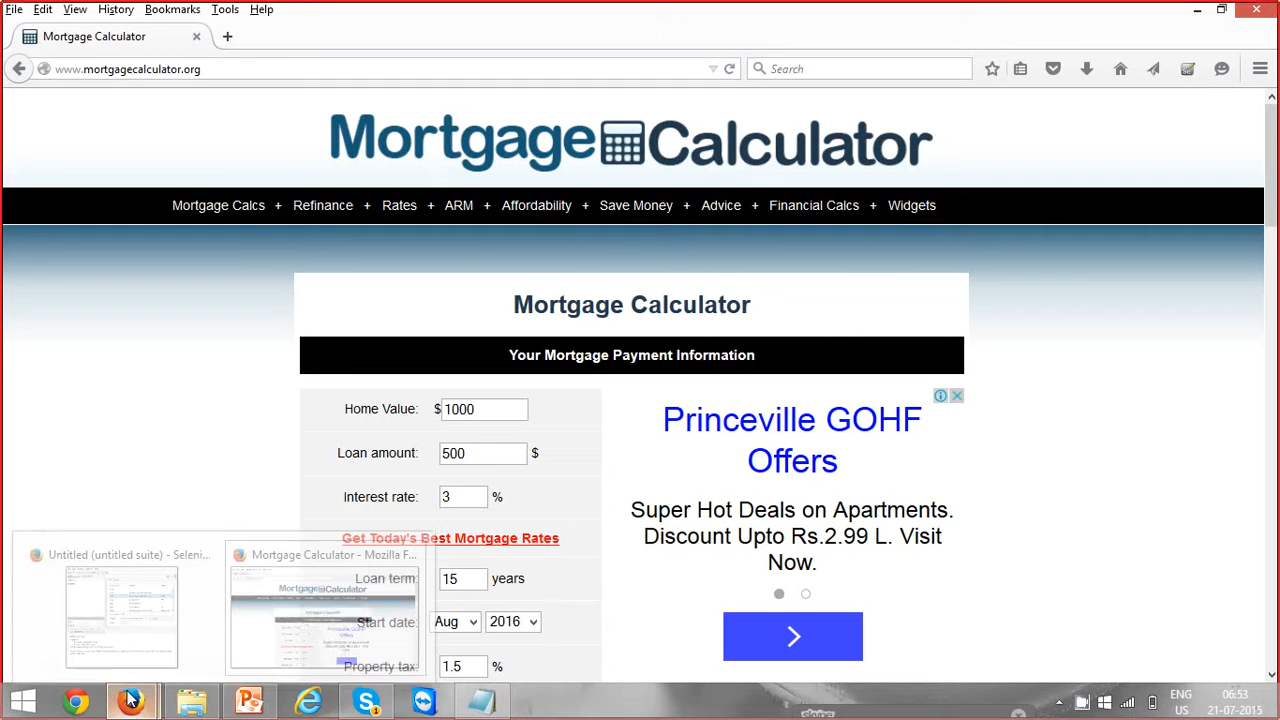 File Edit View History Bookmarks Tools Help
Mortgage Calculator
www.mortgagecalculator.org
Search
Mortgage Calculator
Mortgage Calcs + Refinance + Rates + ARM + Affordability + Save Money + Advice + Financial Calcs + Widgets
Mortgage Calculator
Your Mortgage Payment Information
Home Value: $ 1000
Loan amount: 500 $
Interest rate: 3 %
Get Today's Best Mortgage Rates
Loan term: 15 years
Start date: Aug 2016
Property tax: 1.5 %
Princeville GOHF
Offers
Super Hot Deals on Apartments.
Discount Upto Rs.2.99 L. Visit
Now.
Untitled (untitled suite) - Seleni...
Mortgage Calculator - Mozilla F...
ENG
US
06:53
21-07-2015